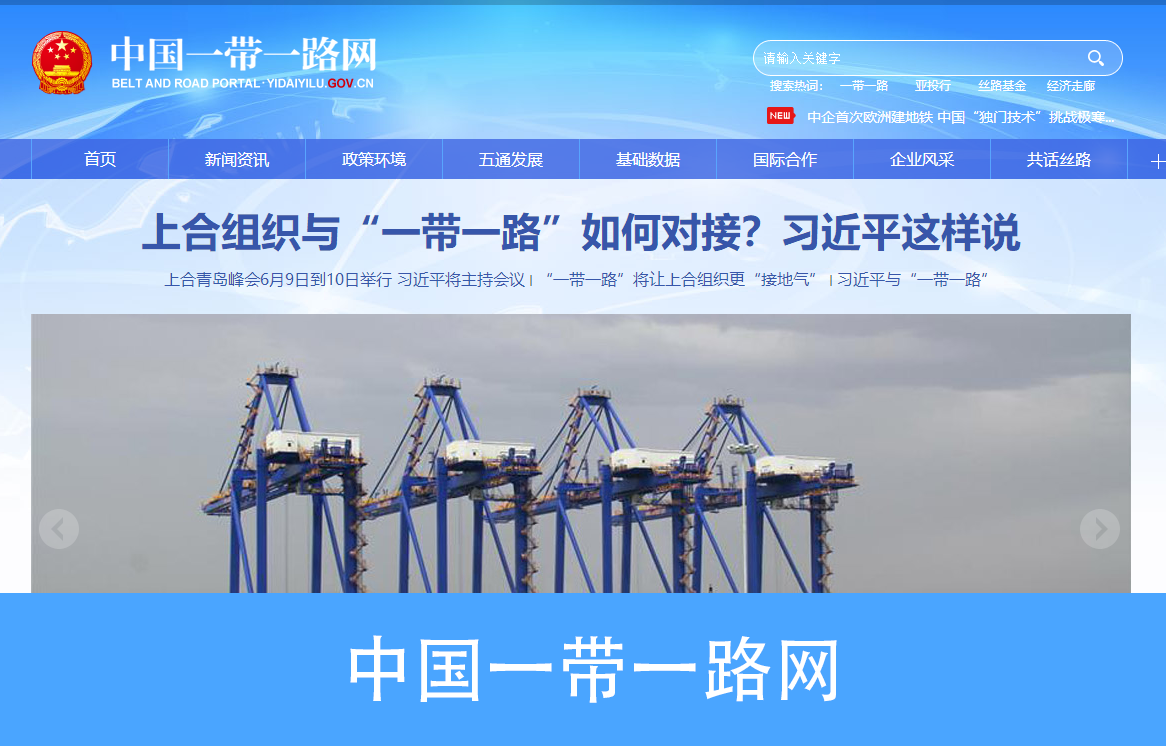 中国一带一路网
BELT AND ROAD PORTAL·YIDAIYILU.GOV.CN
请输入关键字
搜索热词： 一带一路 亚投行 丝路基金 经济走廊
NEW 中企首次欧洲建地铁 中国“独门技术”挑战极寒...
首页 新闻资讯 政策环境 五通发展 基础数据 国际合作 企业风采 共话丝路
上合组织与“一带一路”如何对接？习近平这样说
上合青岛峰会6月9日到10日举行 习近平将主持会议 | “一带一路”将让上合组织更“接地气” | 习近平与“一带一路”
中国一带一路网